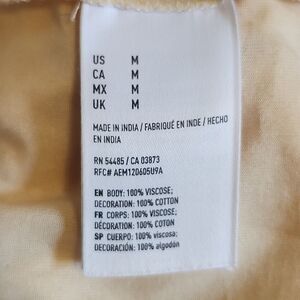 US M
CA M
MX M
UK M
MADE IN INDIA / FABRIQUÉ EN INDE / HECHO
EN INDIA
RN 54485 / CA 03873
RFC# AEM120605U9A
EN BODY: 100% VISCOSE;
DECORATION: 100% COTTON
FR CORPS: 100% VISCOSE;
DÉCORATION: 100% COTON
SP CUERPO: 100% viscosa;
DECORACIÓN: 100% algodón